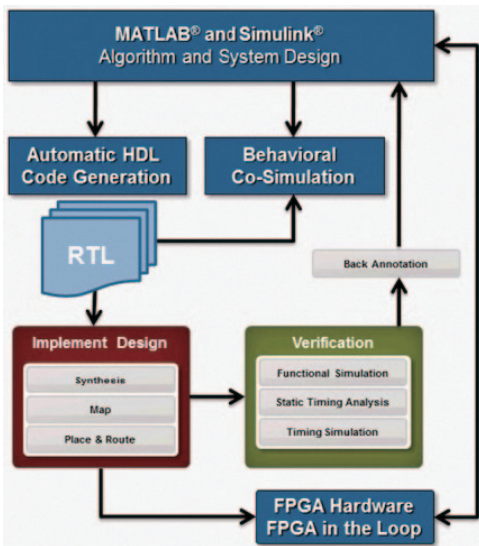 MATLAB® and Simulink®
Algorithm and System Design
Automatic HDL
Code Generation
Behavioral
Co-Simulation
RTL
Back Annotation
Implement Design
Synthesis
Map
Place & Route
Verification
Functional Simulation
Static Timing Analysis
Timing Simulation
FPGA Hardware
FPGA in the Loop